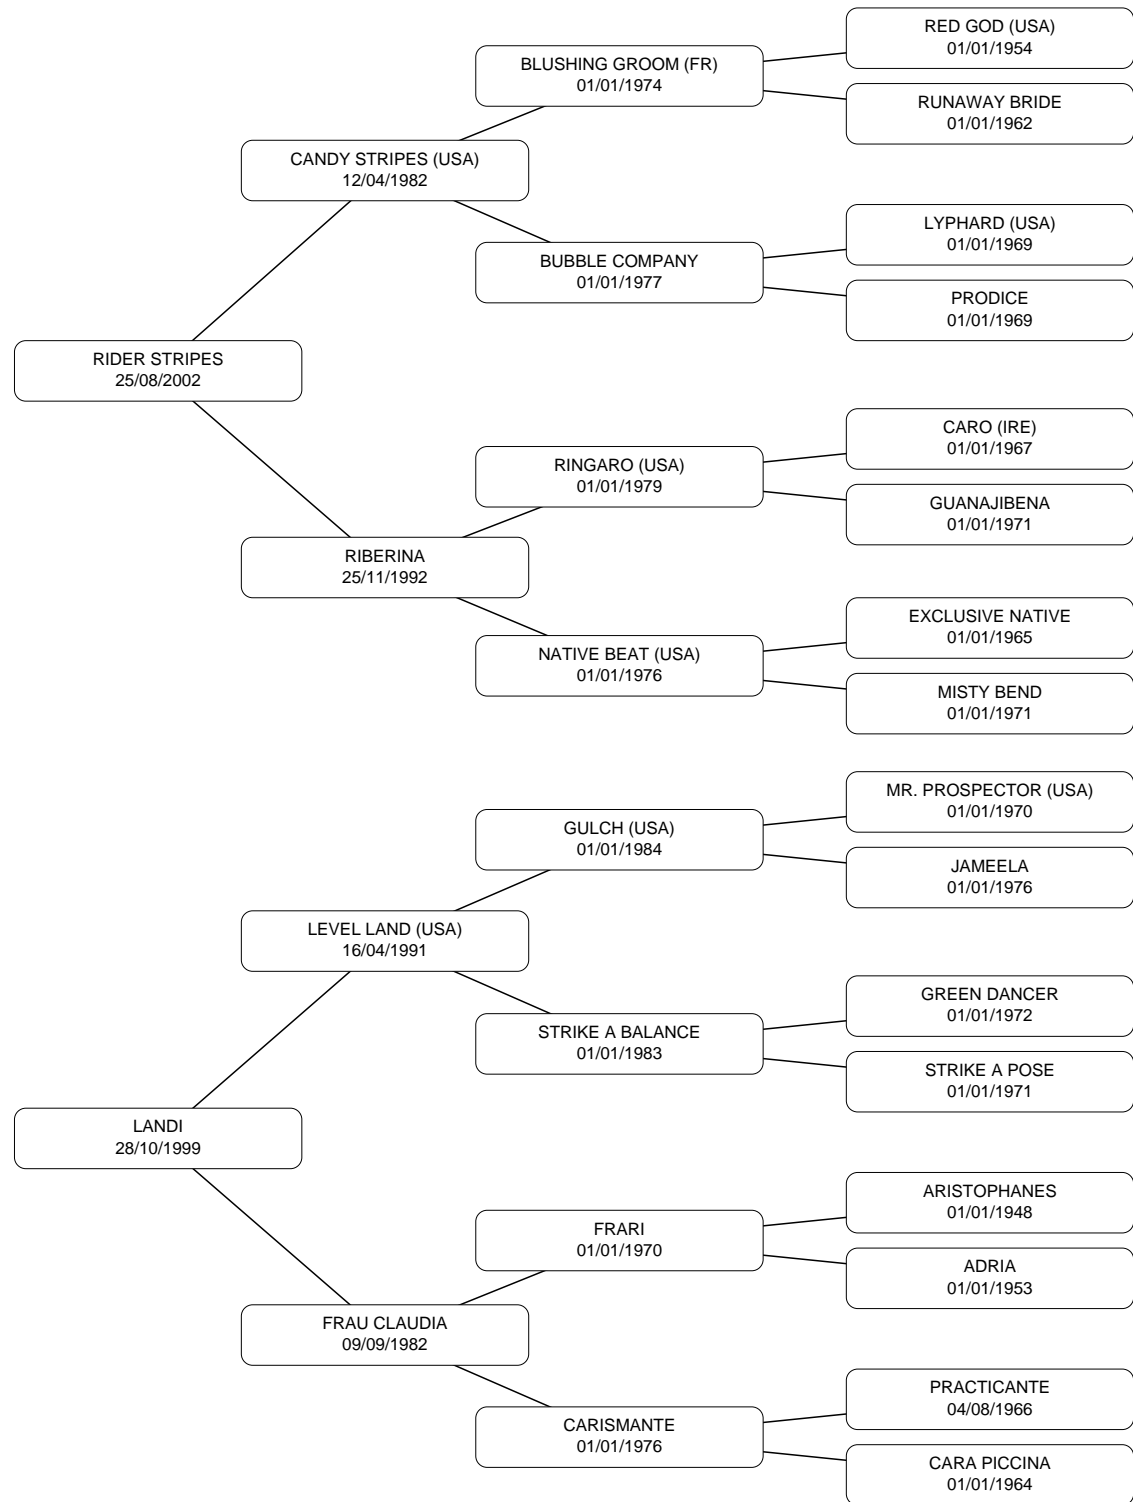 RED GOD (USA)
01/01/1954
BLUSHING GROOM (FR)
01/01/1974
RUNAWAY BRIDE
01/01/1962
CANDY STRIPES (USA)
12/04/1982
LYPHARD (USA)
01/01/1969
BUBBLE COMPANY
01/01/1977
PRODICE
01/01/1969
RIDER STRIPES
25/08/2002
CARO (IRE)
01/01/1967
RINGARO (USA)
01/01/1979
GUANAJIBENA
01/01/1971
RIBERINA
25/11/1992
EXCLUSIVE NATIVE
01/01/1965
NATIVE BEAT (USA)
01/01/1976
MISTY BEND
01/01/1971
MR. PROSPECTOR (USA)
01/01/1970
GULCH (USA)
01/01/1984
JAMEELA
01/01/1976
LEVEL LAND (USA)
16/04/1991
GREEN DANCER
01/01/1972
STRIKE A BALANCE
01/01/1983
STRIKE A POSE
01/01/1971
LANDI
28/10/1999
ARISTOPHANES
01/01/1948
FRARI
01/01/1970
ADRIA
01/01/1953
FRAU CLAUDIA
09/09/1982
PRACTICANTE
04/08/1966
CARISMANTE
01/01/1976
CARA PICCINA
01/01/1964